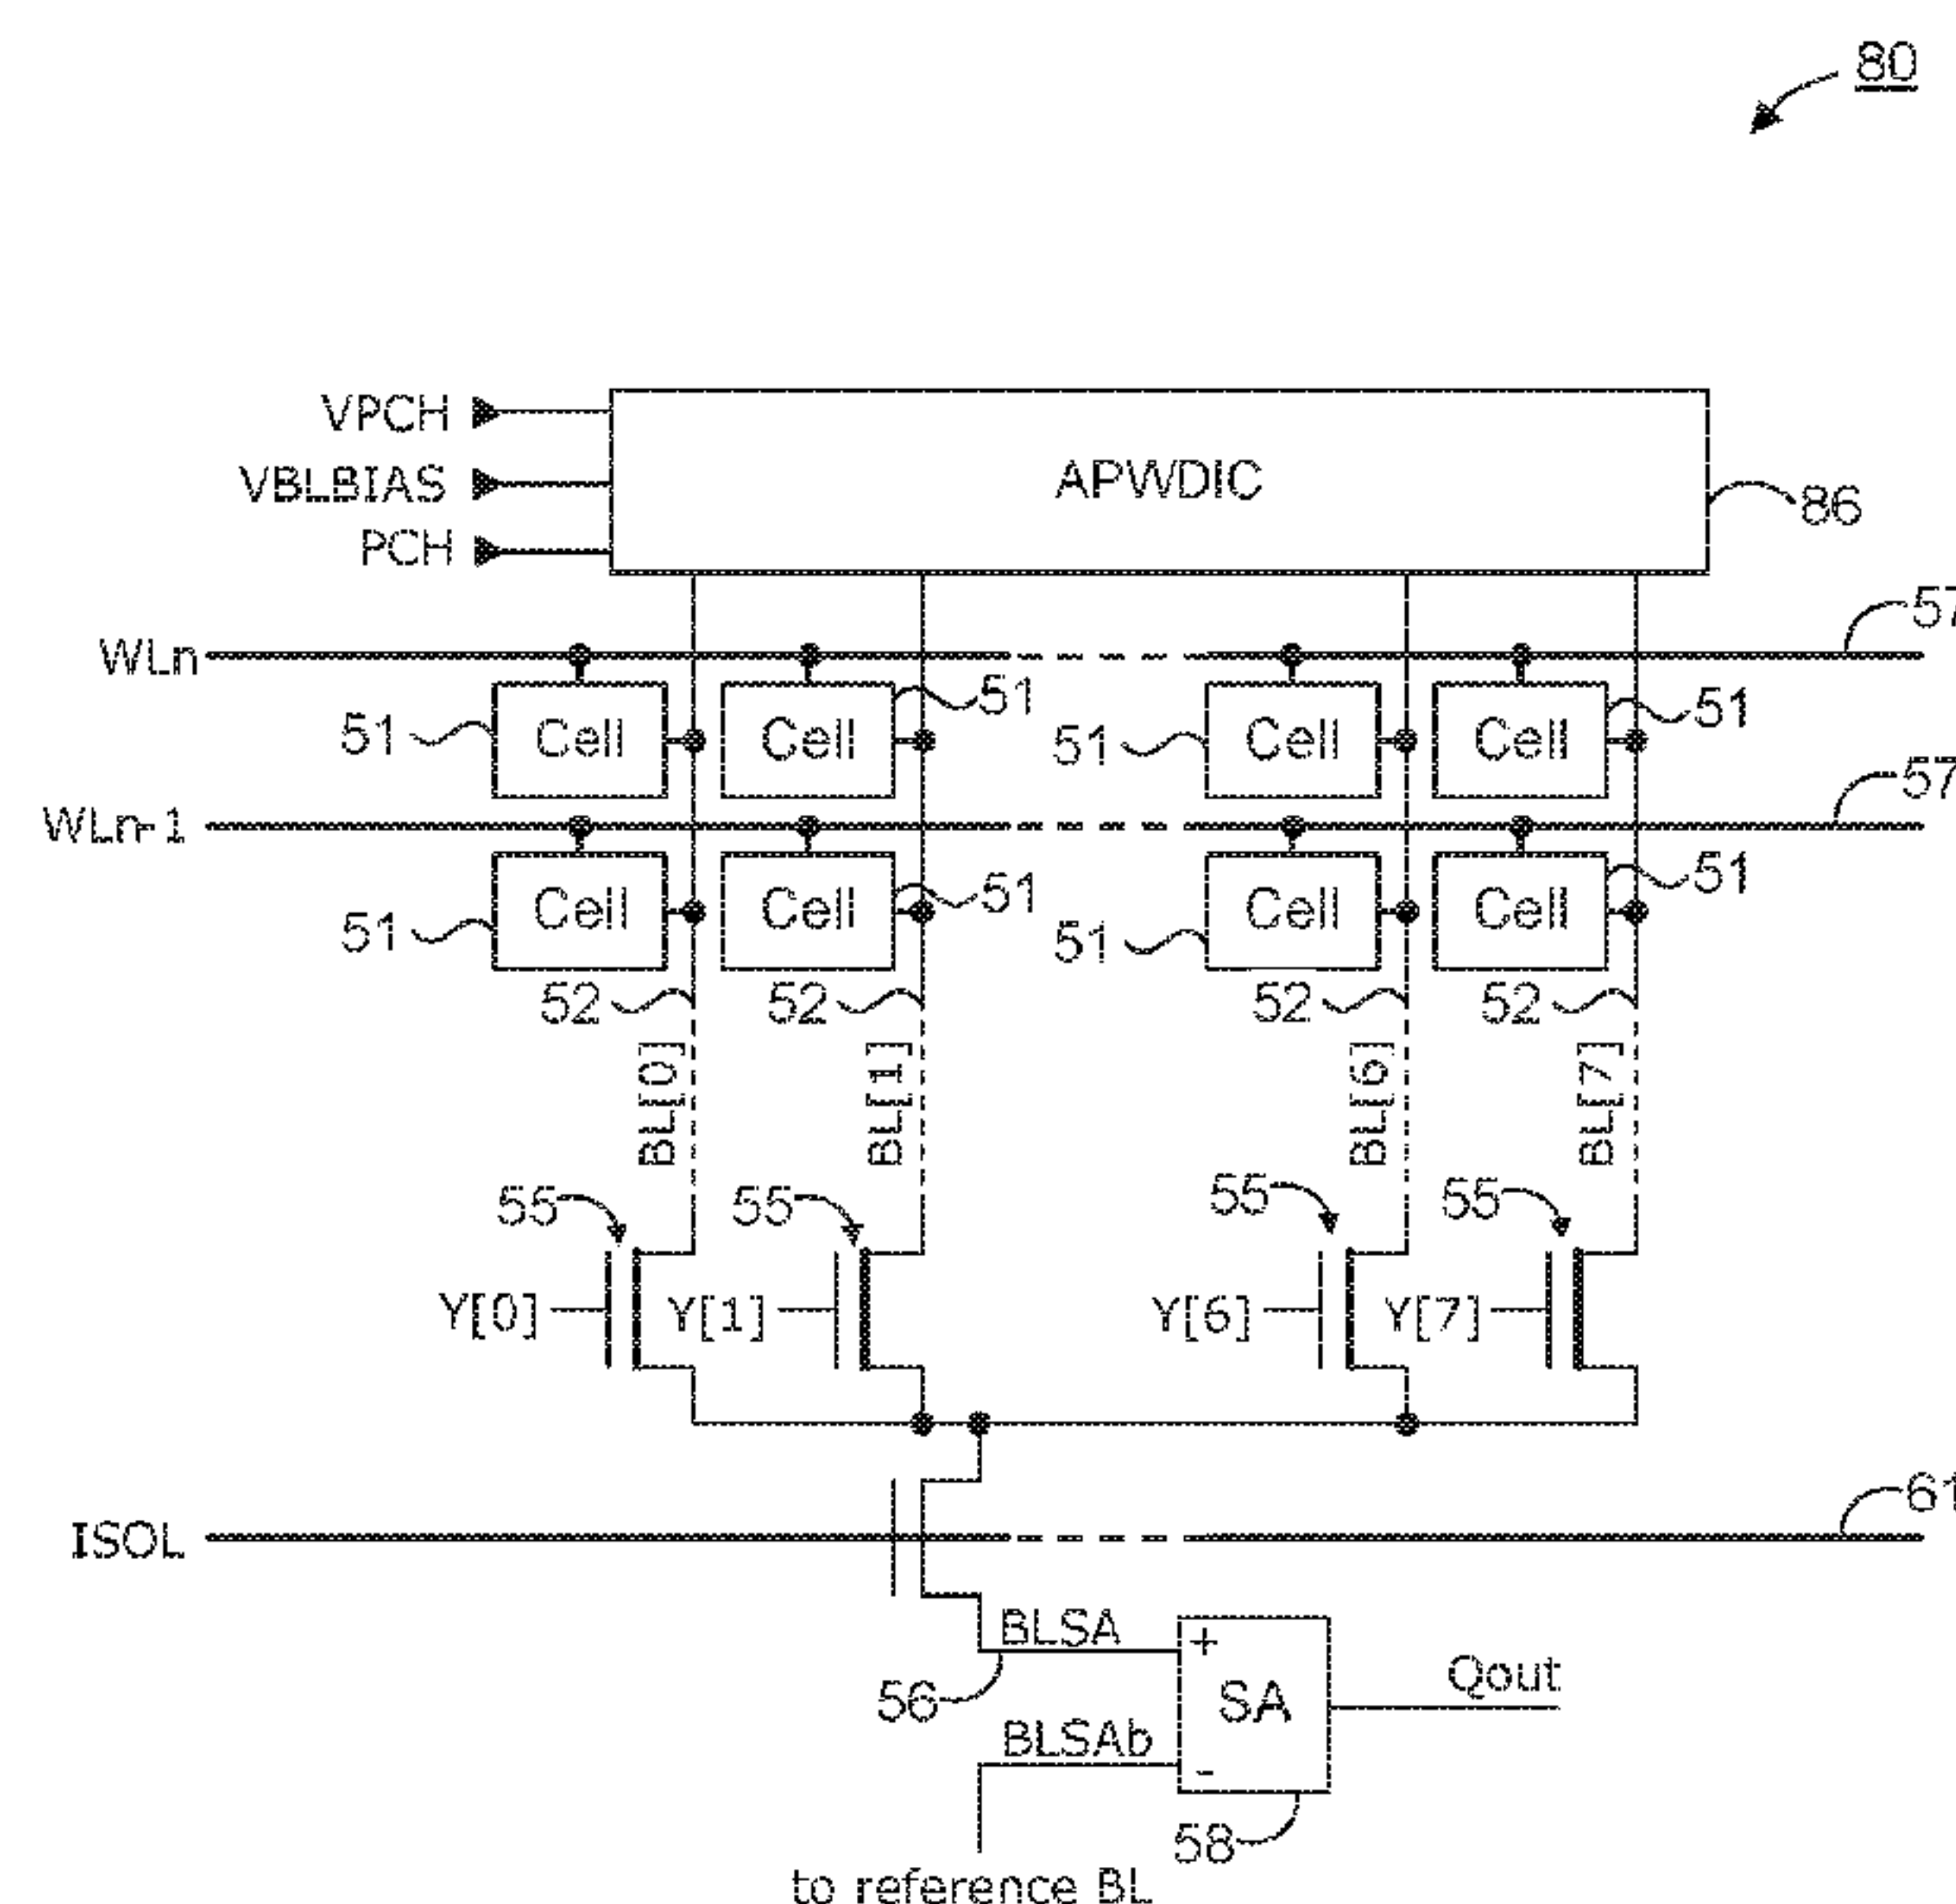 80
VPCH
VBLBIAS
PCH
APWDIC
86
WLn
57
51 Cell Cell 51 51 Cell Cell 51
WLn-1
57
51 Cell Cell 51 51 Cell Cell 51
52 52 52 52
BL[0] BL[1] BL[6] BL[7]
55 55 55 55
Y[0] Y[1] Y[6] Y[7]
ISOL
61
BLSA
+
56
SA
Qout
BLSAb
-
58
to reference BL